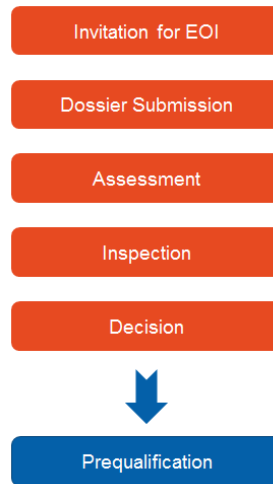 Invitation for EOI
Dossier Submission
Assessment
Inspection
Decision
Prequalification